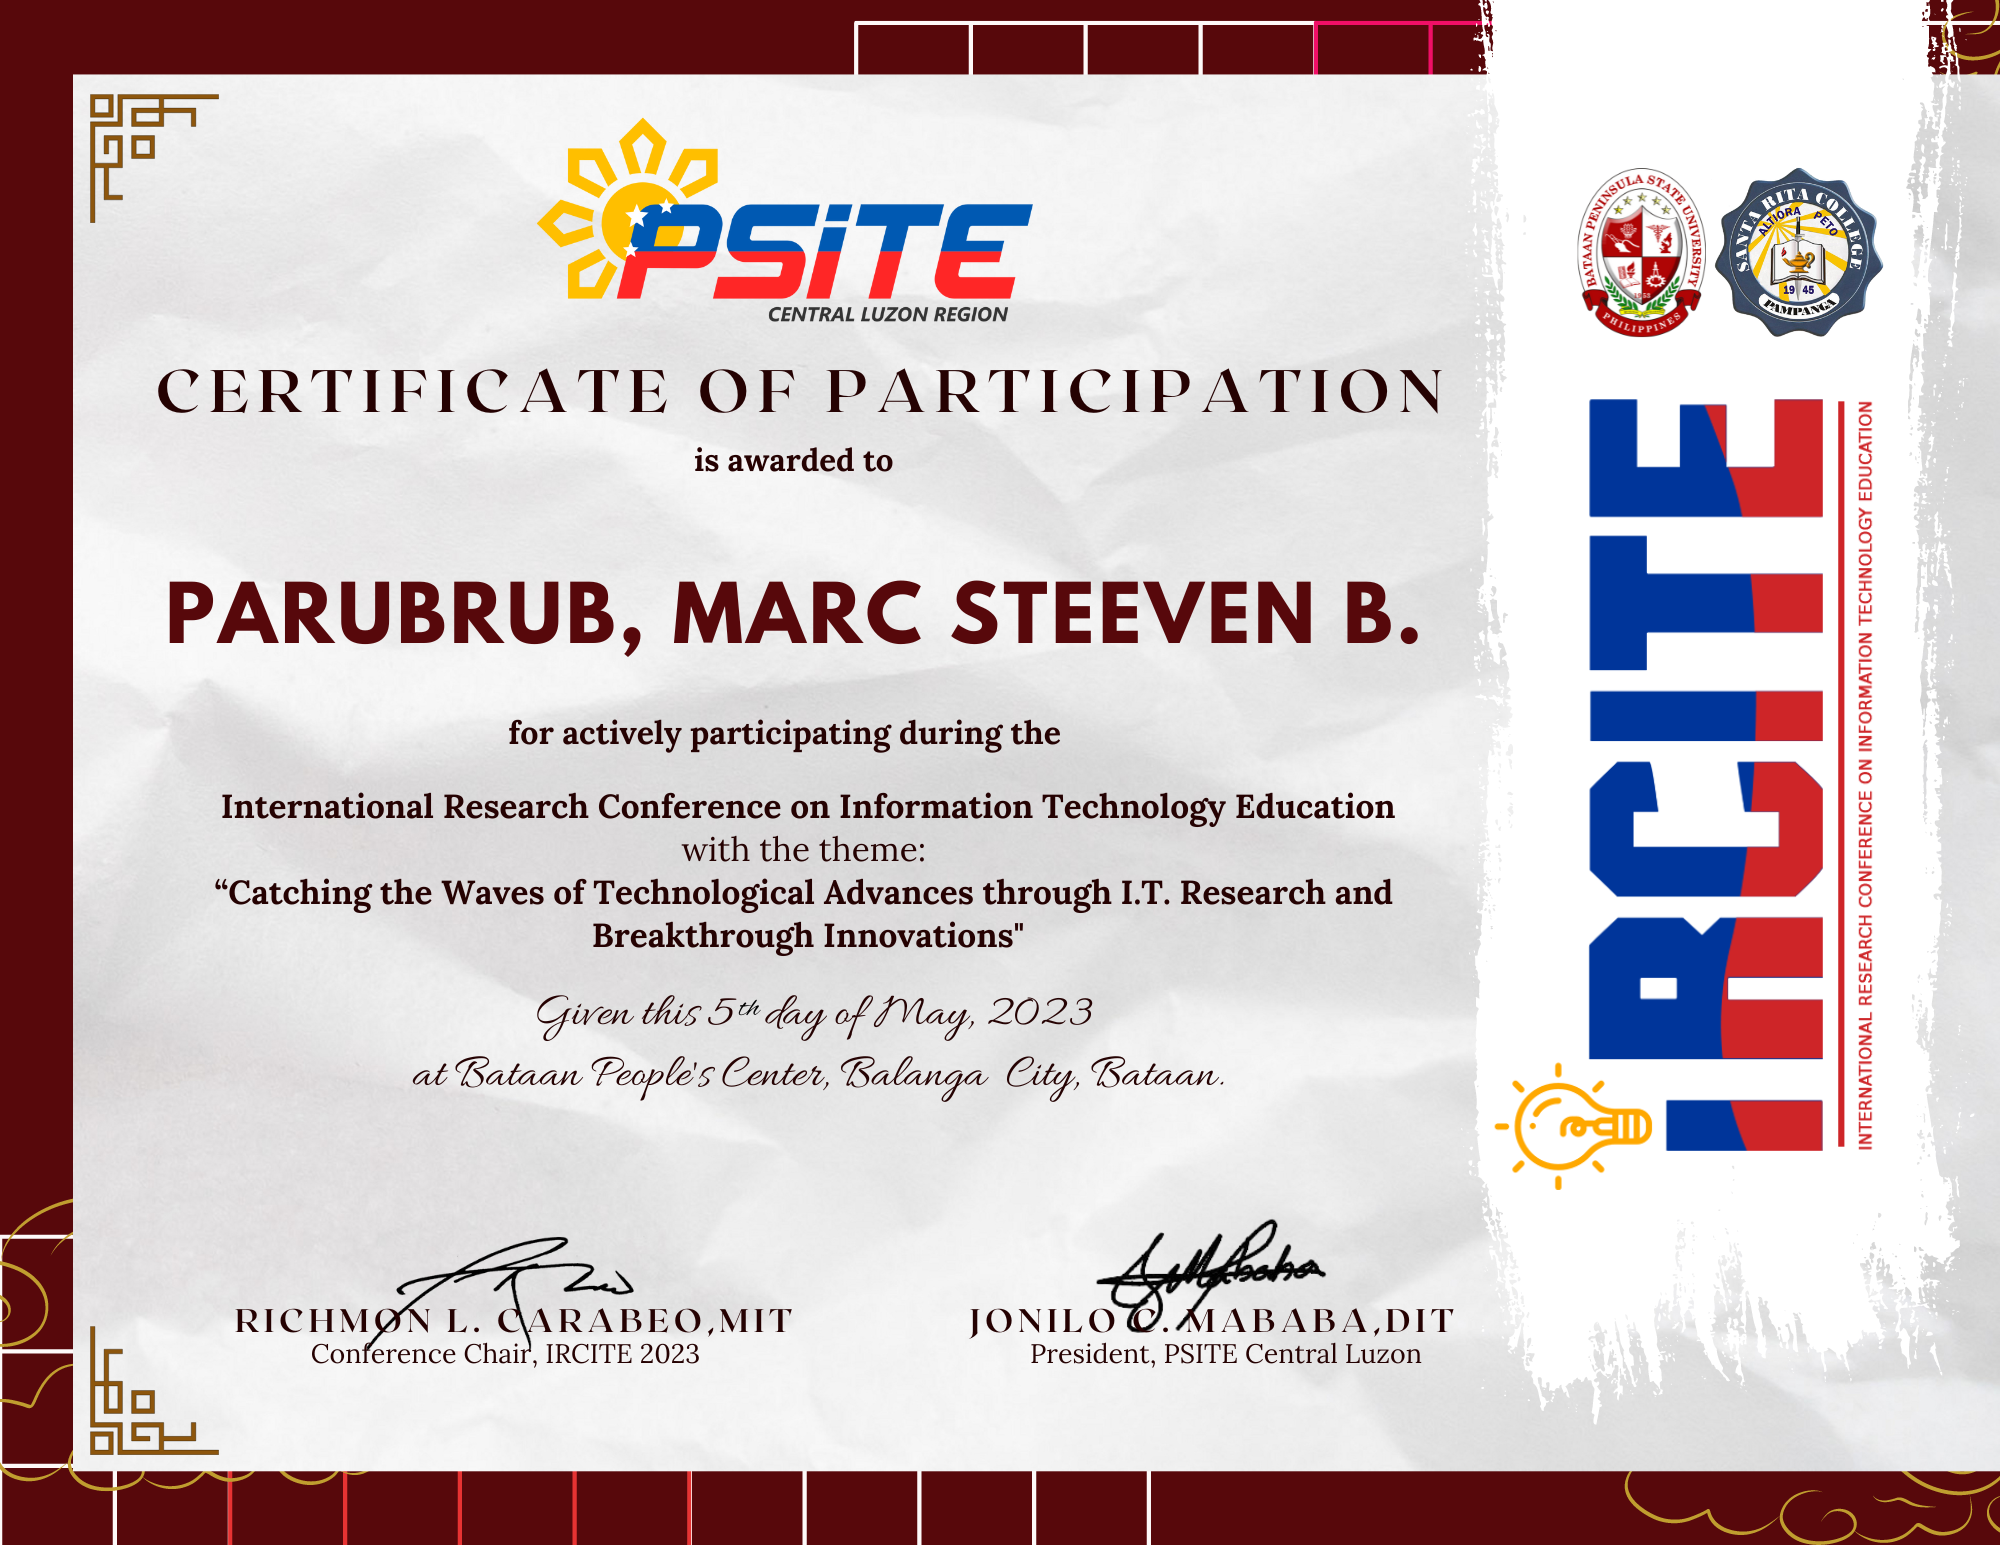 PSiTE
CENTRAL LUZON REGION
CERTIFICATE OF PARTICIPATION
is awarded to
PARUBRUB, MARC STEEVEN B.
for actively participating during the
International Research Conference on Information Technology Education
with the theme:
“Catching the Waves of Technological Advances through I.T. Research and
Breakthrough Innovations"
Given this 5th day of May, 2023
at Bataan People's Center, Balanga City, Bataan.
RICHMON L. CARABEO,MIT
Conference Chair, IRCITE 2023
JONILO C. MABABA,DIT
President, PSITE Central Luzon
BATAAN PENINSULA STATE UNIVERSITY
1953
PHILIPPINES
SANTA RITA COLLEGE
ALTIORA PETO
19 45
PAMPANGA
IRCITE
INTERNATIONAL RESEARCH CONFERENCE ON INFORMATION TECHNOLOGY EDUCATION